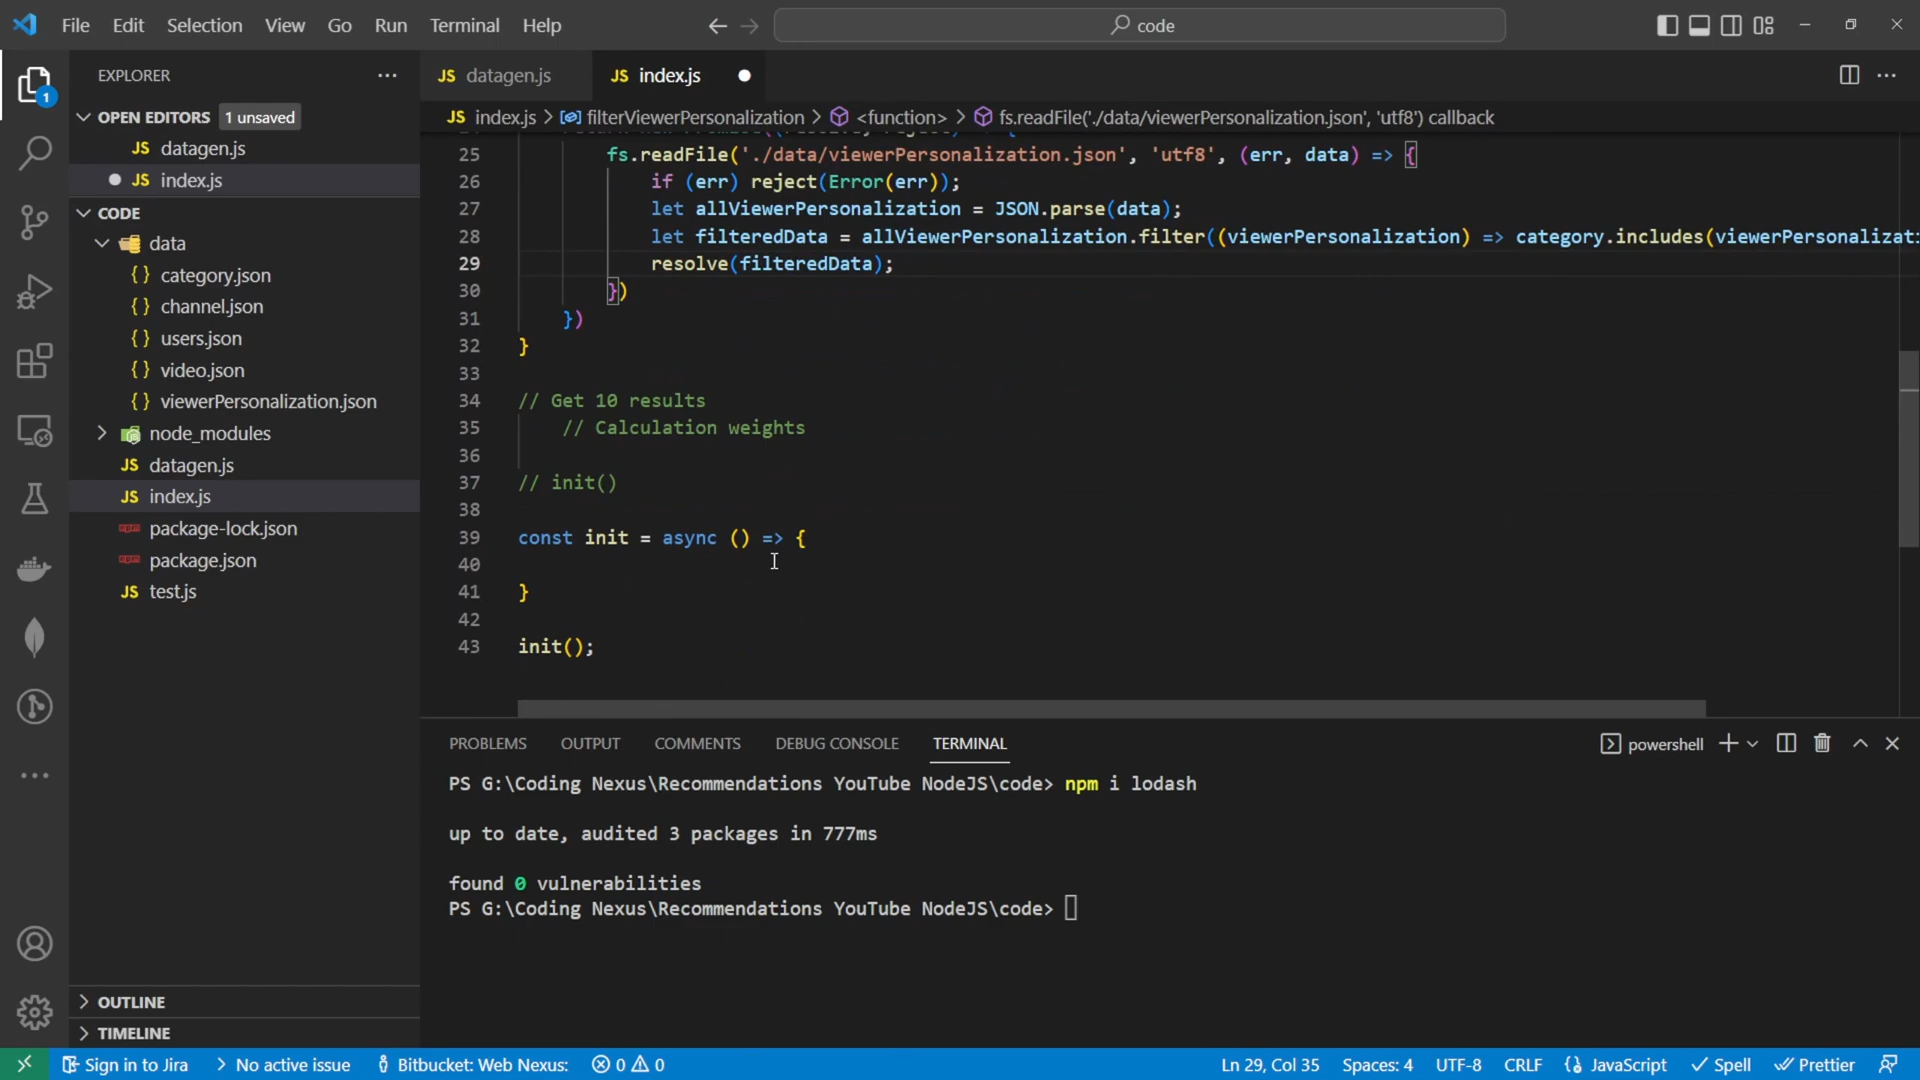 File Edit Selection View Go Run Terminal Help
code
EXPLORER
OPEN EDITORS 1 unsaved
JS datagen.js
JS index.js
CODE
data
{} category.json
{} channel.json
{} users.json
{} video.json
{} viewerPersonalization.json
node_modules
JS datagen.js
JS index.js
package-lock.json
package.json
JS test.js
OUTLINE
TIMELINE
1
JS datagen.js JS index.js
JS index.js > filterViewerPersonalization > <function> > fs.readFile('./data/viewerPersonalization.json', 'utf8') callback
25 fs.readFile('./data/viewerPersonalization.json', 'utf8', (err, data) => {
26 if (err) reject(Error(err));
27 let allViewerPersonalization = JSON.parse(data);
28 let filteredData = allViewerPersonalization.filter((viewerPersonalization) => category.includes(viewerPersonalizati
29 resolve(filteredData);
30 })
31 })
32 }
33
34 // Get 10 results
35 // Calculation weights
36
37 // init()
38
39 const init = async () => {
40
41 }
42
43 init();
PROBLEMS OUTPUT COMMENTS DEBUG CONSOLE TERMINAL
powershell
PS G:\Coding Nexus\Recommendations YouTube NodeJS\code> npm i lodash
up to date, audited 3 packages in 777ms
found 0 vulnerabilities
PS G:\Coding Nexus\Recommendations YouTube NodeJS\code>
Sign in to Jira No active issue Bitbucket: Web Nexus: 0 0 Ln 29, Col 35 Spaces: 4 UTF-8 CRLF {} JavaScript Spell Prettier